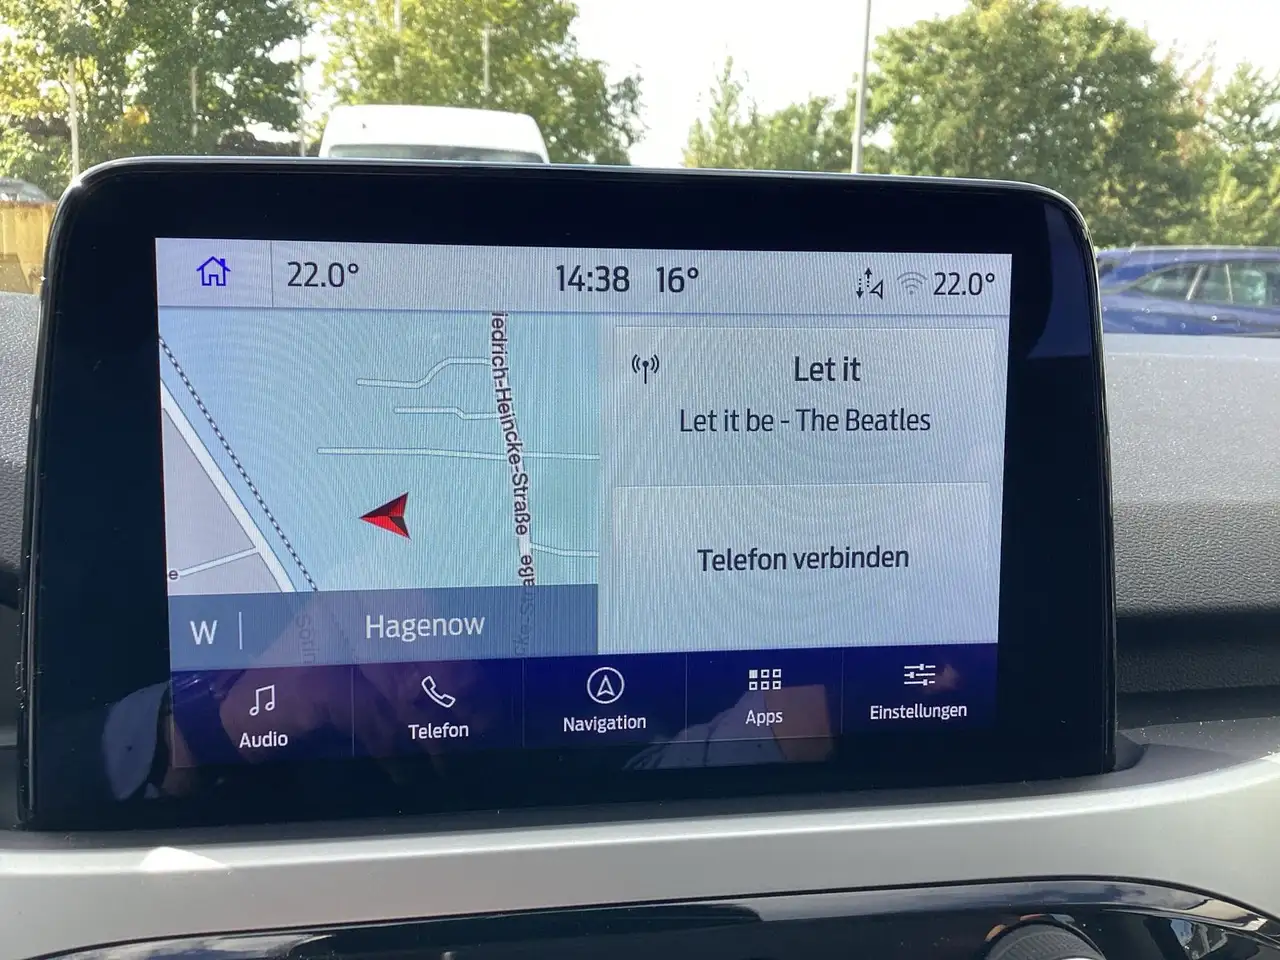 22.0°
14:38 16°
22.0°
iedrich-Heincke-Straße
Let it
Let it be - The Beatles
Telefon verbinden
e
W
Hagenow
Audio
Telefon
Navigation
Apps
Einstellungen